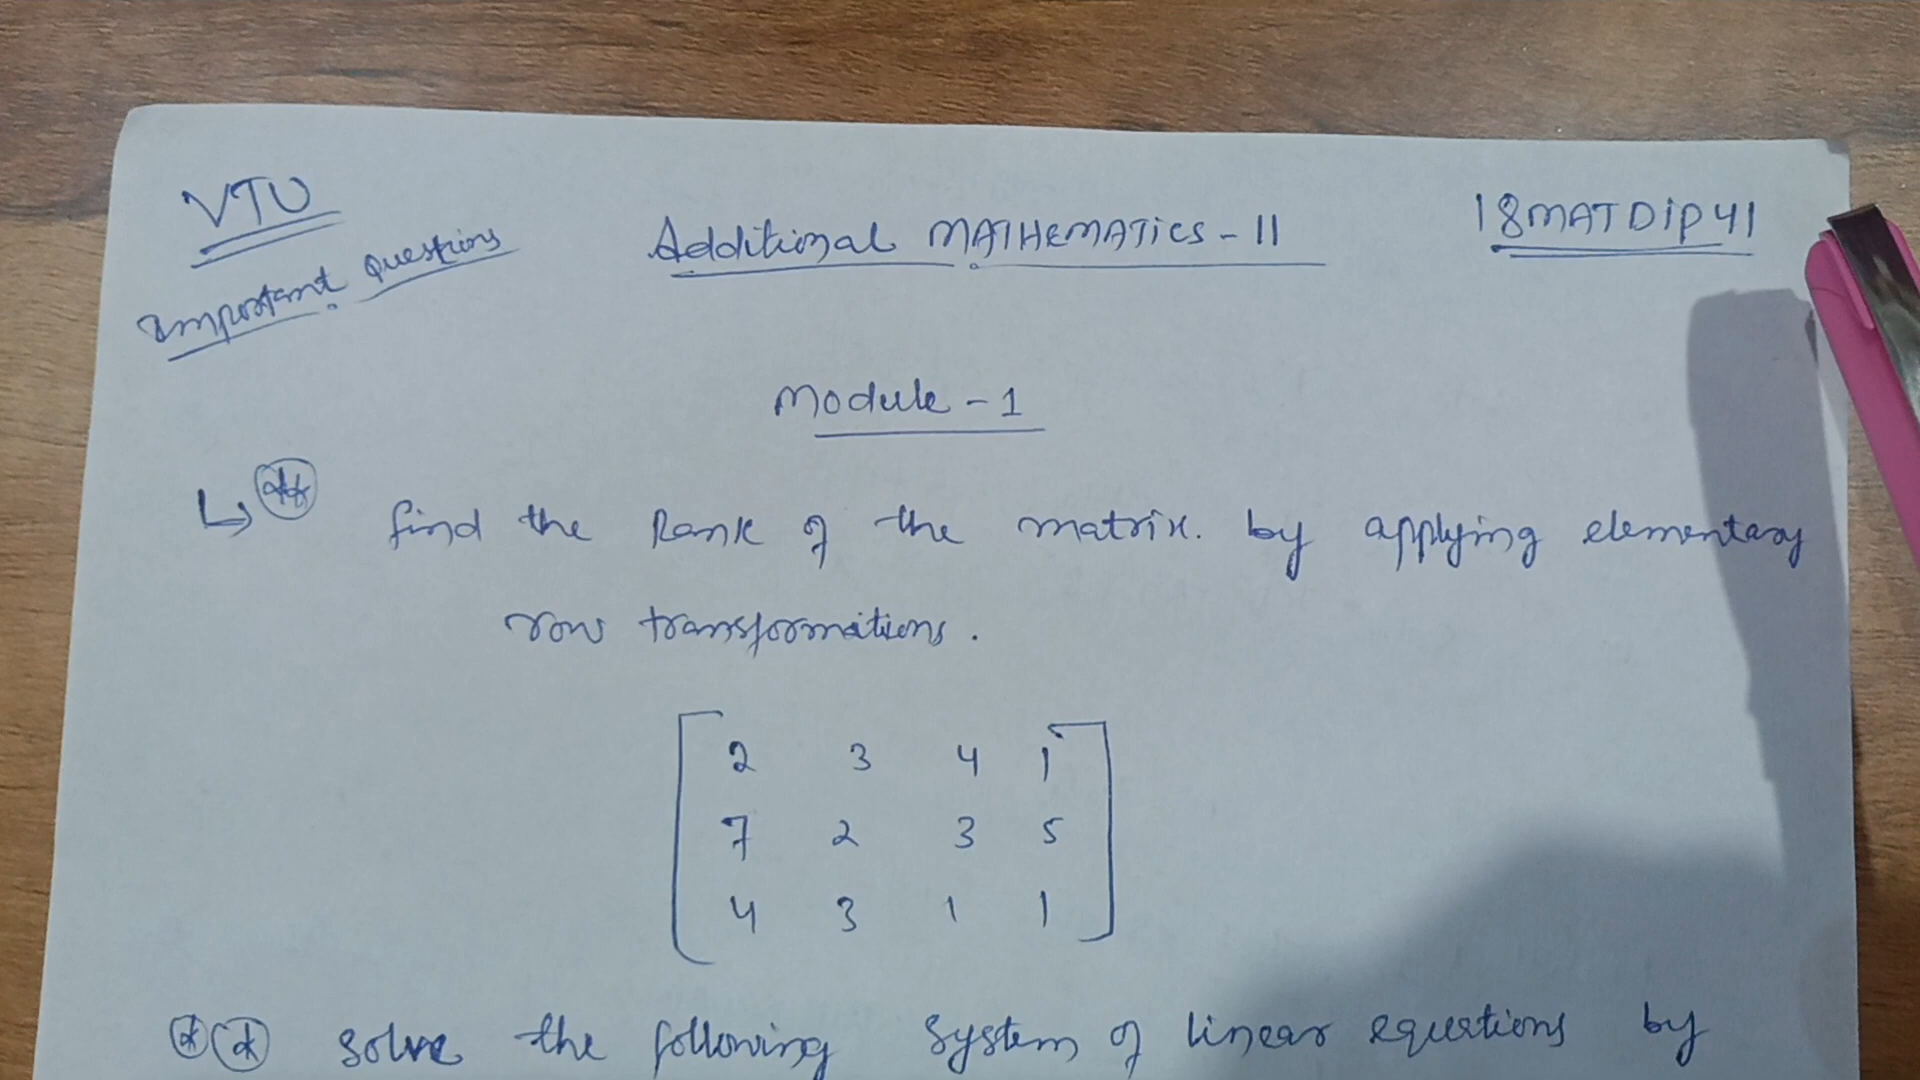 VTU
Important Questions
Additional MATHEMATICS - II
18MATDIP41
Module - 1
find the Rank of the matrix. by applying elementary
row transformations.
2 3 4 1
7 2 3 5
4 3 1 1
solve the following system of linear equations by